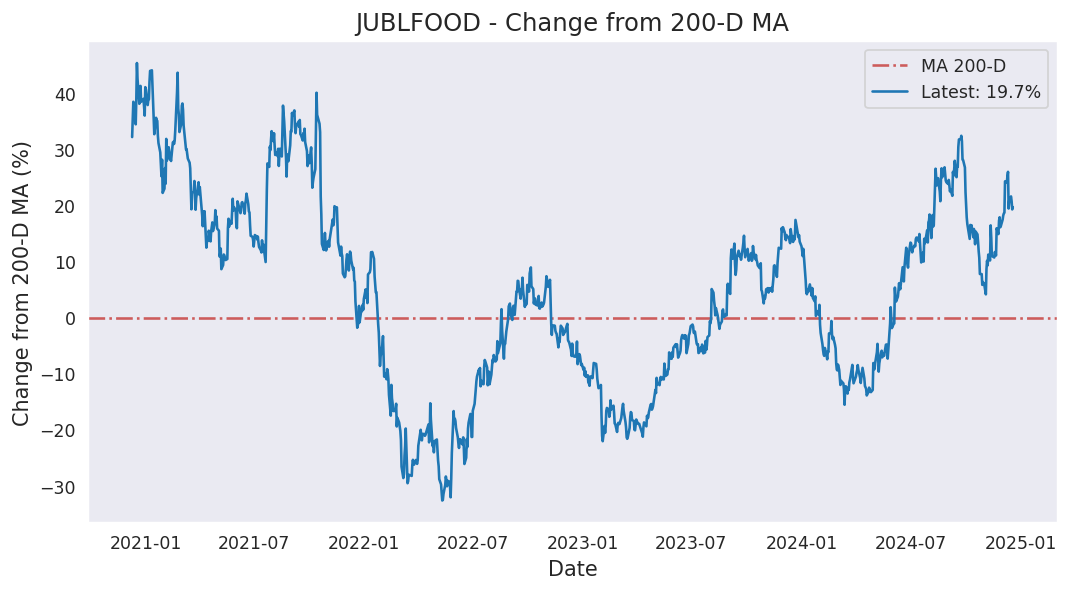 JUBLFOOD - Change from 200-D MA
MA 200-D
Latest: 19.7%
Change from 200-D MA (%)
40
30
20
10
0
−10
−20
−30
2021-01 2021-07 2022-01 2022-07 2023-01 2023-07 2024-01 2024-07 2025-01
Date